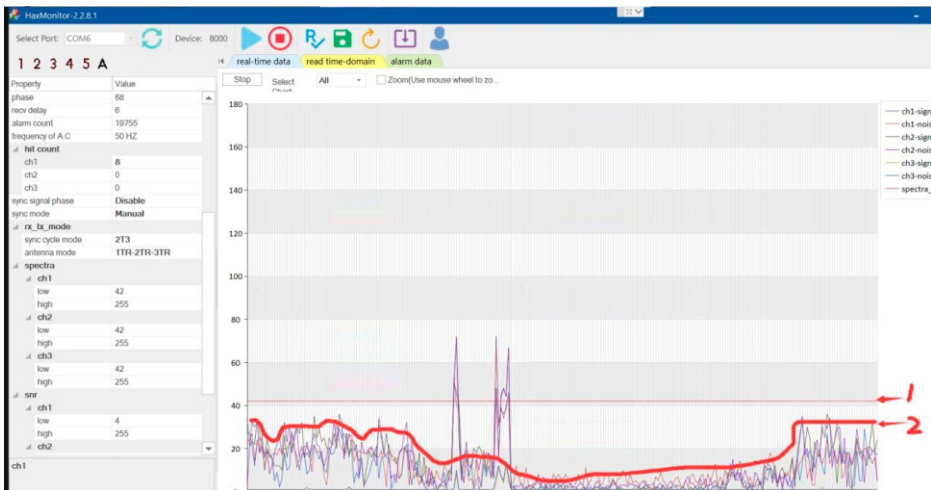 HaxMonitor-2.2.8.1
Select Port: COM6 Device: 8000
1 2 3 4 5 A
real-time data read time-domain alarm data
Property Value
Stop Select All Zoom(Use mouse wheel to zo...
phase 68
recv delay 6
alarm count 19755
frequency of A.C 50 HZ
hit count
ch1 8
ch2 0
ch3 0
sync signal phase Disable
sync mode Manual
rx_tx_mode
sync cycle mode 2T3
antenna mode 1TR-2TR-3TR
spectra
ch1
low 42
high 255
ch2
low 42
high 255
ch3
low 42
high 255
snr
ch1
low 4
high 255
ch2
ch1
180
160
140
120
100
80
60
40
20
ch1-sign
ch1-nois
ch2-sign
ch2-nois
ch3-sign
ch3-nois
spectra_
1
2